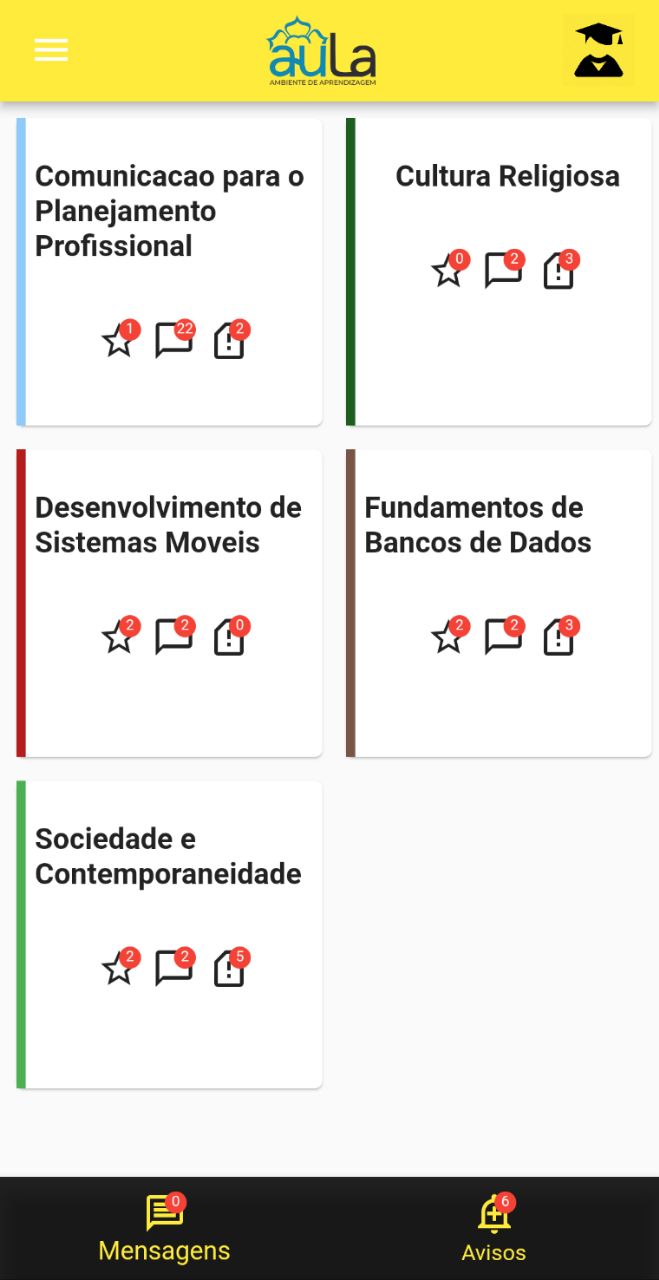 aula
AMBIENTE DE APRENDIZAGEM
Comunicacao para o
Planejamento
Profissional
1 22 2
Cultura Religiosa
0 2 3
Desenvolvimento de
Sistemas Moveis
2 2 0
Fundamentos de
Bancos de Dados
2 2 3
Sociedade e
Contemporaneidade
2 2 5
0
Mensagens
6
Avisos